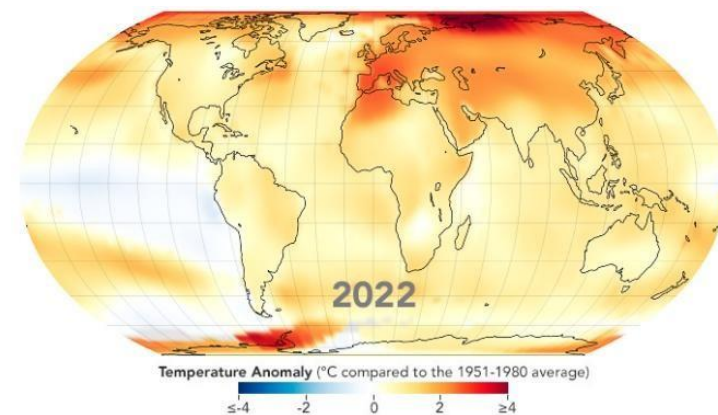 2022
Temperature Anomaly (°C compared to the 1951-1980 average)
≤-4 -2 0 2 ≥4